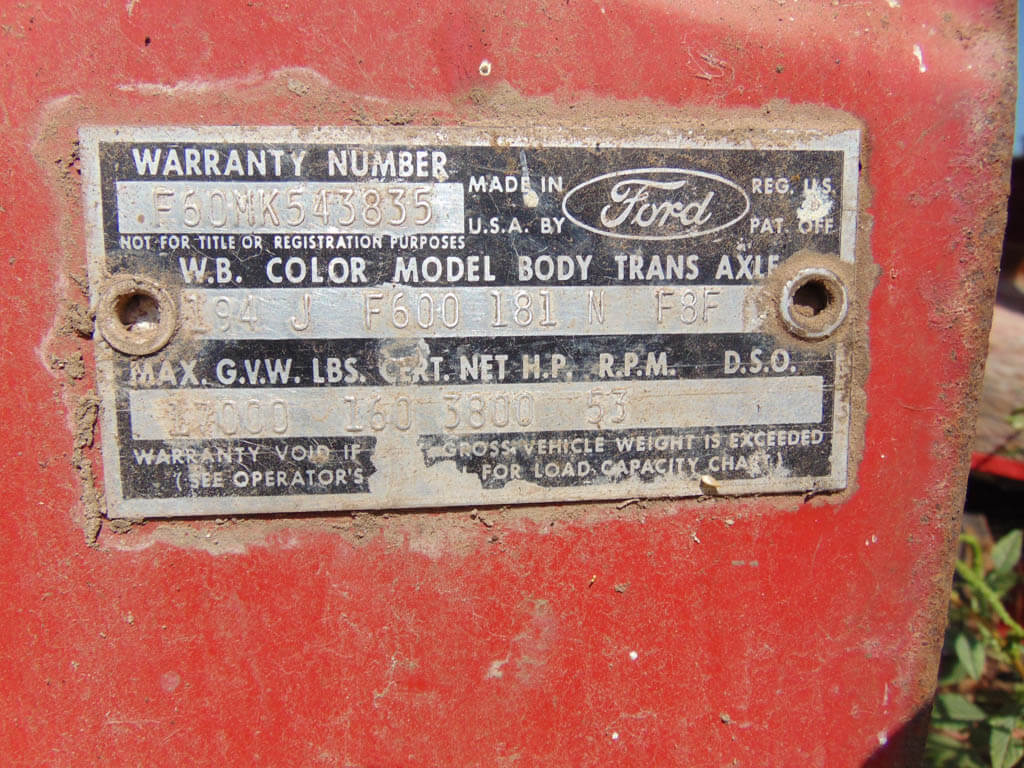 WARRANTY NUMBER
F60MK543835
MADE IN
U.S.A. BY
Ford
REG. U.S.
PAT. OFF
NOT FOR TITLE OR REGISTRATION PURPOSES
W.B. COLOR MODEL BODY TRANS AXLE
194 J F600 181 N F8F
MAX. G.V.W. LBS. CERT. NET H.P. R.P.M. D.S.O.
17000 160 3800 53
WARRANTY VOID IF GROSS VEHICLE WEIGHT IS EXCEEDED
(SEE OPERATOR'S FOR LOAD CAPACITY CHART)